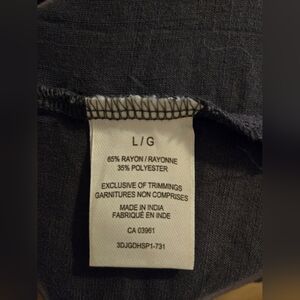 L/G
65% RAYON / RAYONNE
35% POLYESTER
EXCLUSIVE OF TRIMMINGS
GARNITURES NON COMPRISES
MADE IN INDIA
FABRIQUÉ EN INDE
CA 03961
3DJGDHSP1-731